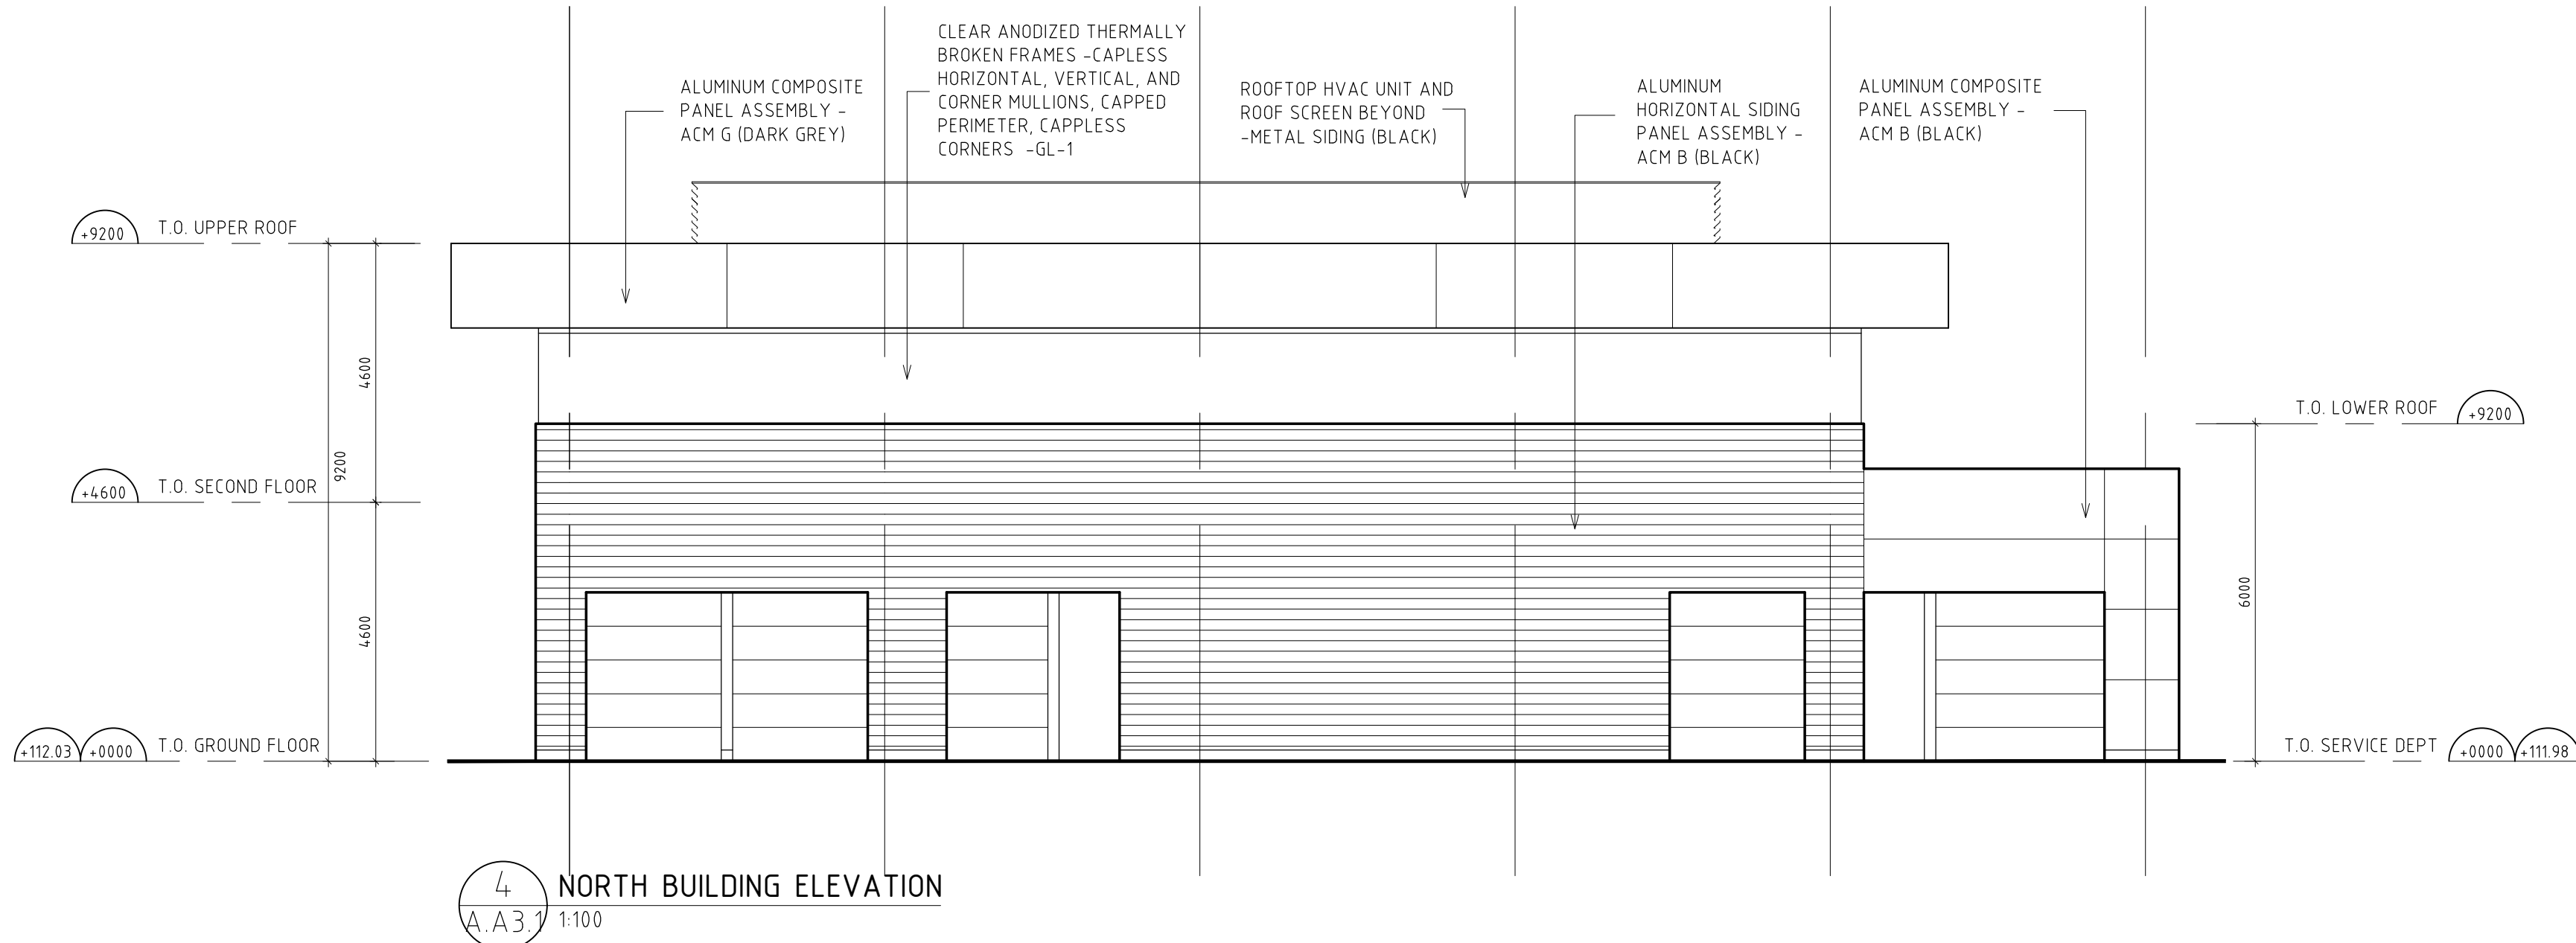 CLEAR ANODIZED THERMALLY
BROKEN FRAMES -CAPLESS
HORIZONTAL, VERTICAL, AND
CORNER MULLIONS, CAPPED
PERIMETER, CAPPLESS
CORNERS -GL-1
ALUMINUM COMPOSITE
PANEL ASSEMBLY -
ACM G (DARK GREY)
ROOFTOP HVAC UNIT AND
ROOF SCREEN BEYOND
-METAL SIDING (BLACK)
ALUMINUM
HORIZONTAL SIDING
PANEL ASSEMBLY -
ACM B (BLACK)
ALUMINUM COMPOSITE
PANEL ASSEMBLY -
ACM B (BLACK)
+9200 T.O. UPPER ROOF
4600
9200
T.O. LOWER ROOF +9200
+4600 T.O. SECOND FLOOR
4600
6000
+112.03 +0000 T.O. GROUND FLOOR
T.O. SERVICE DEPT +0000 +111.98
4 NORTH BUILDING ELEVATION
A.A3.1 1:100